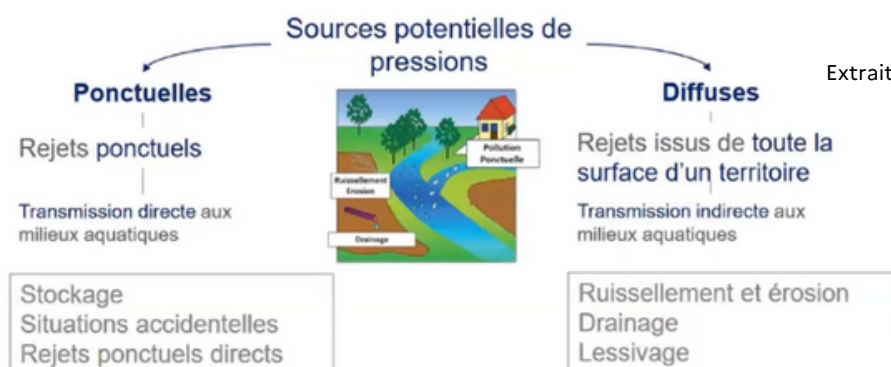 Sources potentielles de
pressions
Extrait
Ponctuelles
Rejets ponctuels
Transmission directe aux
milieux aquatiques
Stockage
Situations accidentelles
Rejets ponctuels directs
Pollution
Ponctuelle
Ruissellement
Erosion
Drainage
Diffuses
Rejets issus de toute la
surface d'un territoire
Transmission indirecte aux
milieux aquatiques
Ruissellement et érosion
Drainage
Lessivage